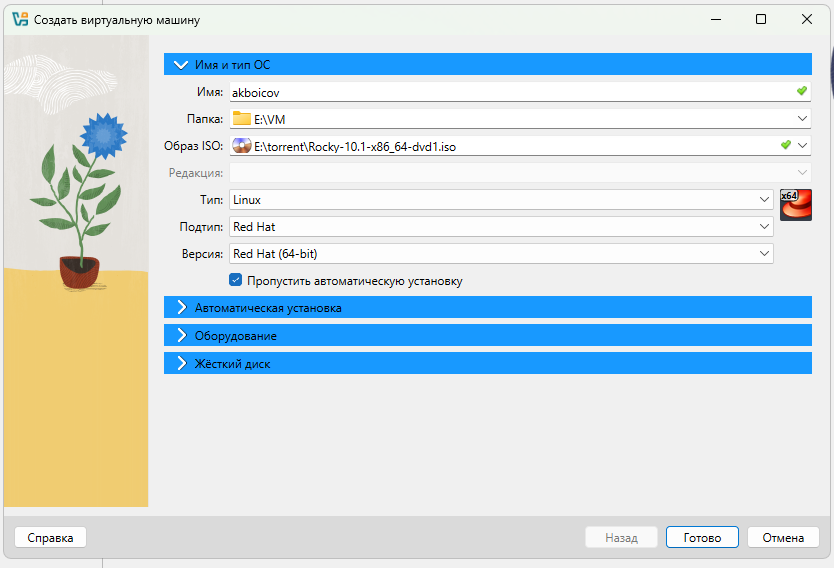 Создать виртуальную машину
Имя и тип ОС
Имя: akboicov
Папка: E:\VM
Образ ISO: E:\torrent\Rocky-10.1-x86_64-dvd1.iso
Редакция:
Тип: Linux
x64
Подтип: Red Hat
Версия: Red Hat (64-bit)
Пропустить автоматическую установку
Автоматическая установка
Оборудование
Жёсткий диск
Справка Назад Готово Отмена